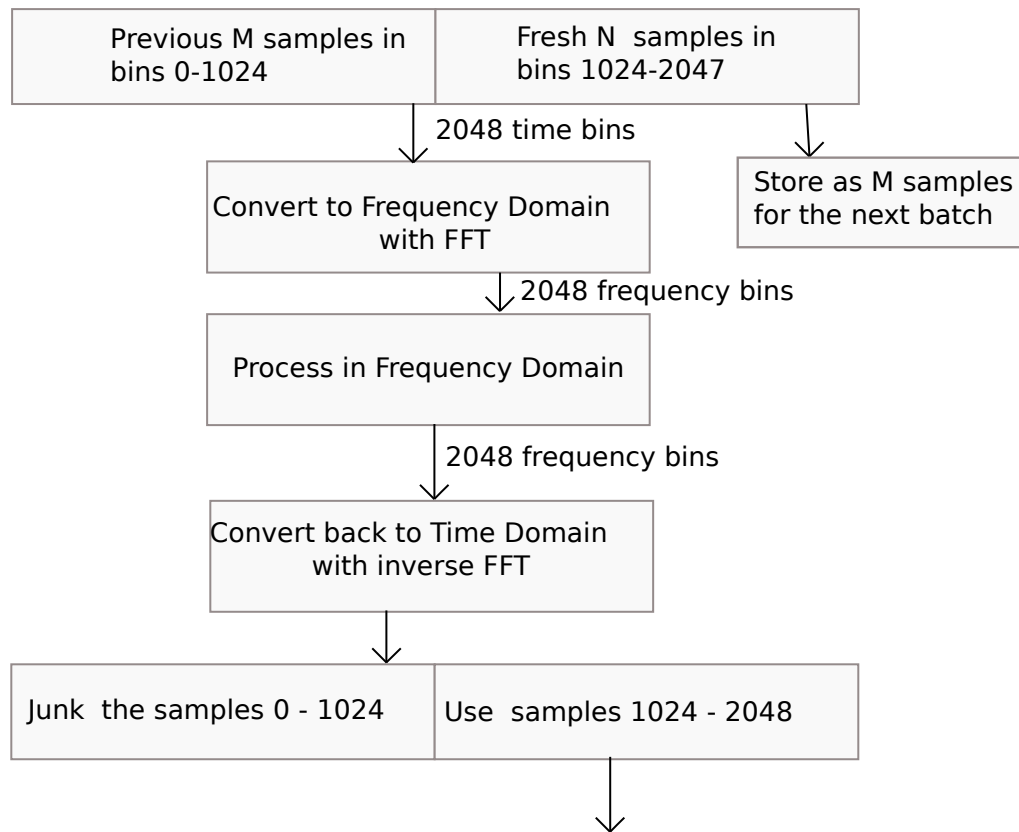 Previous M samples in
bins 0-1024
Fresh N  samples in
bins 1024-2047
2048 time bins
Store as M samples
for the next batch
Convert to Frequency Domain
with FFT
2048 frequency bins
Process in Frequency Domain
2048 frequency bins
Convert back to Time Domain
with inverse FFT
Junk  the samples 0 - 1024
Use  samples 1024 - 2048